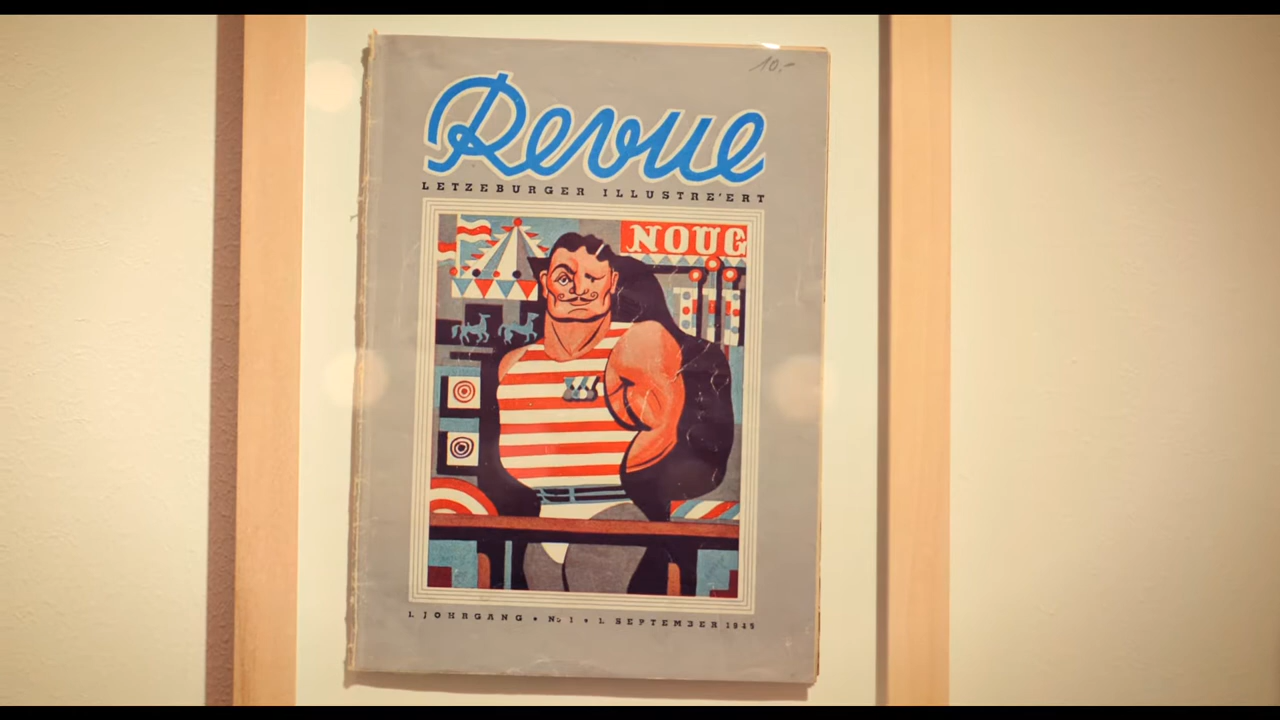 10.-
Revue
LETZEBURGER ILLUSTRE'ERT
NOUG
1. JOHRGANG • No 1 • 1. SEPTEMBER 1945